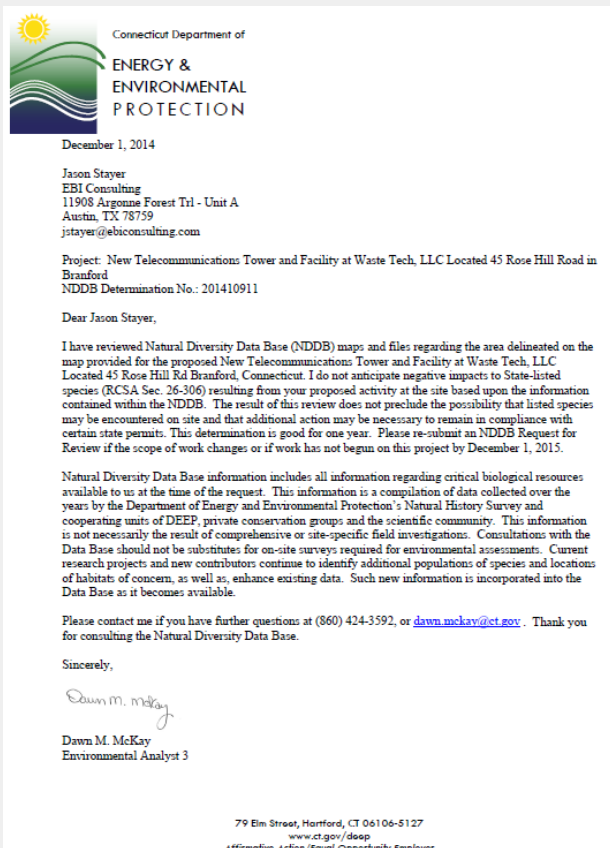 Connecticut Department of
ENERGY &
ENVIRONMENTAL
PROTECTION
December 1, 2014
Jason Stayer
EBI Consulting
11908 Argonne Forest Trl - Unit A
Austin, TX 78759
jstayer@ebiconsulting.com
Project: New Telecommunications Tower and Facility at Waste Tech, LLC Located 45 Rose Hill Road in
Branford
NDDB Determination No.: 201410911
Dear Jason Stayer,
I have reviewed Natural Diversity Data Base (NDDB) maps and files regarding the area delineated on the
map provided for the proposed New Telecommunications Tower and Facility at Waste Tech, LLC
Located 45 Rose Hill Rd Branford, Connecticut. I do not anticipate negative impacts to State-listed
species (RCSA Sec. 26-306) resulting from your proposed activity at the site based upon the information
contained within the NDDB. The result of this review does not preclude the possibility that listed species
may be encountered on site and that additional action may be necessary to remain in compliance with
certain state permits. This determination is good for one year. Please re-submit an NDDB Request for
Review if the scope of work changes or if work has not begun on this project by December 1, 2015.
Natural Diversity Data Base information includes all information regarding critical biological resources
available to us at the time of the request. This information is a compilation of data collected over the
years by the Department of Energy and Environmental Protection's Natural History Survey and
cooperating units of DEEP, private conservation groups and the scientific community. This information
is not necessarily the result of comprehensive or site-specific field investigations. Consultations with the
Data Base should not be substitutes for on-site surveys required for environmental assessments. Current
research projects and new contributors continue to identify additional populations of species and locations
of habitats of concern, as well as, enhance existing data. Such new information is incorporated into the
Data Base as it becomes available.
Please contact me if you have further questions at (860) 424-3592, or dawn.mckay@ct.gov . Thank you
for consulting the Natural Diversity Data Base.
Sincerely,
Dawn M. McKay
Dawn M. McKay
Environmental Analyst 3
79 Elm Street, Hartford, CT 06106-5127
www.ct.gov/deep
Affirmative Action/Equal Opportunity Employer